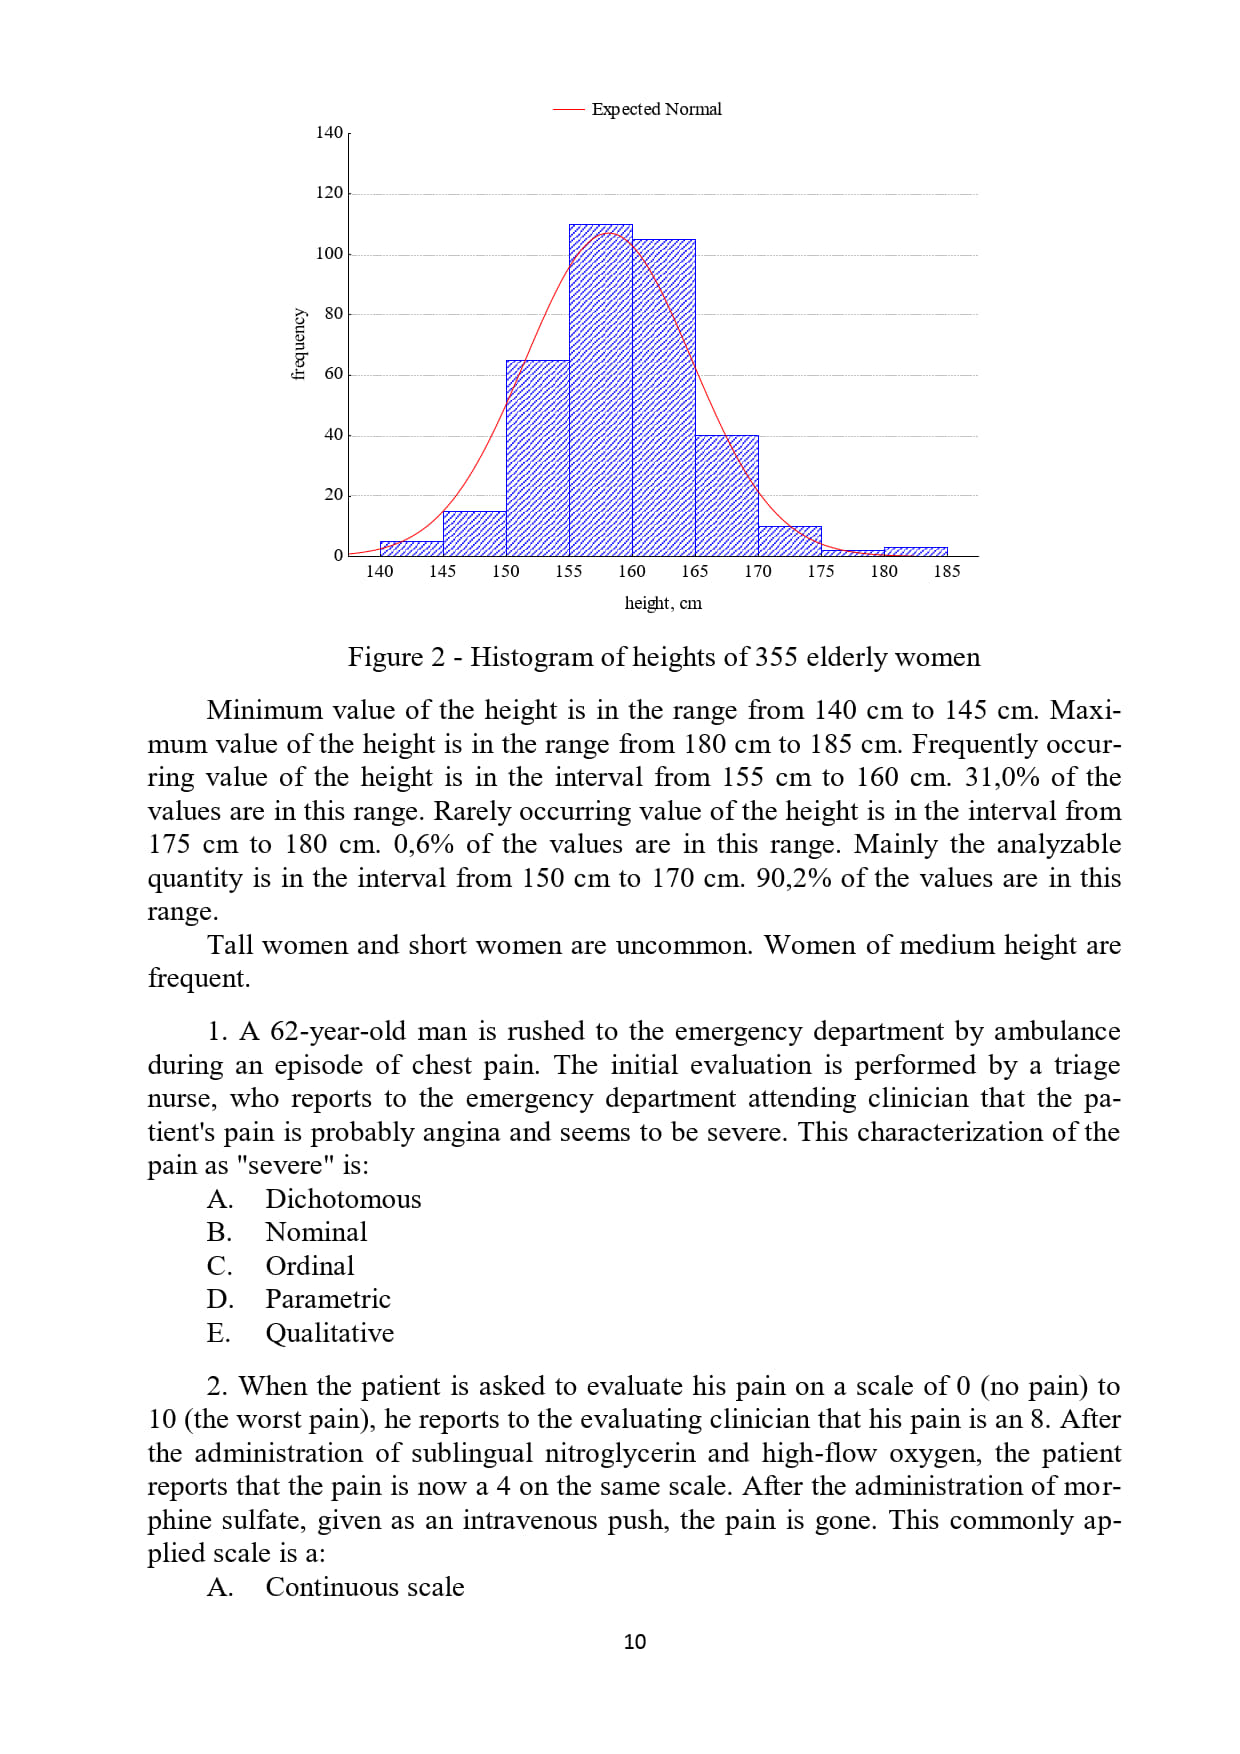 Expected Normal
140
120
100
80
60
40
20
0
frequency
140 145 150 155 160 165 170 175 180 185
height, cm
Figure 2 - Histogram of heights of 355 elderly women
Minimum value of the height is in the range from 140 cm to 145 cm. Maxi-
mum value of the height is in the range from 180 cm to 185 cm. Frequently occur-
ring value of the height is in the interval from 155 cm to 160 cm. 31,0% of the
values are in this range. Rarely occurring value of the height is in the interval from
175 cm to 180 cm. 0,6% of the values are in this range. Mainly the analyzable
quantity is in the interval from 150 cm to 170 cm. 90,2% of the values are in this
range.
Tall women and short women are uncommon. Women of medium height are
frequent.
1. A 62-year-old man is rushed to the emergency department by ambulance
during an episode of chest pain. The initial evaluation is performed by a triage
nurse, who reports to the emergency department attending clinician that the pa-
tient's pain is probably angina and seems to be severe. This characterization of the
pain as "severe" is:
A. Dichotomous
B. Nominal
C. Ordinal
D. Parametric
E. Qualitative
2. When the patient is asked to evaluate his pain on a scale of 0 (no pain) to
10 (the worst pain), he reports to the evaluating clinician that his pain is an 8. After
the administration of sublingual nitroglycerin and high-flow oxygen, the patient
reports that the pain is now a 4 on the same scale. After the administration of mor-
phine sulfate, given as an intravenous push, the pain is gone. This commonly ap-
plied scale is a:
A. Continuous scale
10